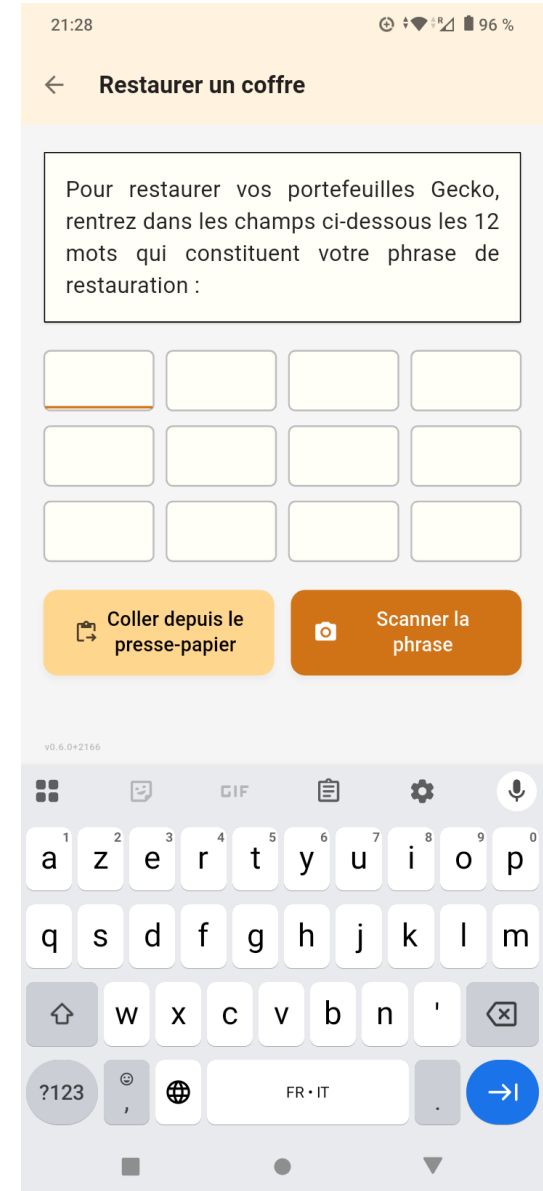 21:28
R
96 %
Restaurer un coffre
Pour restaurer vos portefeuilles Gecko,
rentrez dans les champs ci-dessous les 12
mots qui constituent votre phrase de
restauration :
Coller depuis le
presse-papier
Scanner la
phrase
v0.6.0+2166
GIF
1 2 3 4 5 6 7 8 9 0
a z e r t y u i o p
q s d f g h j k l m
w x c v b n '
?123 , FR • IT .